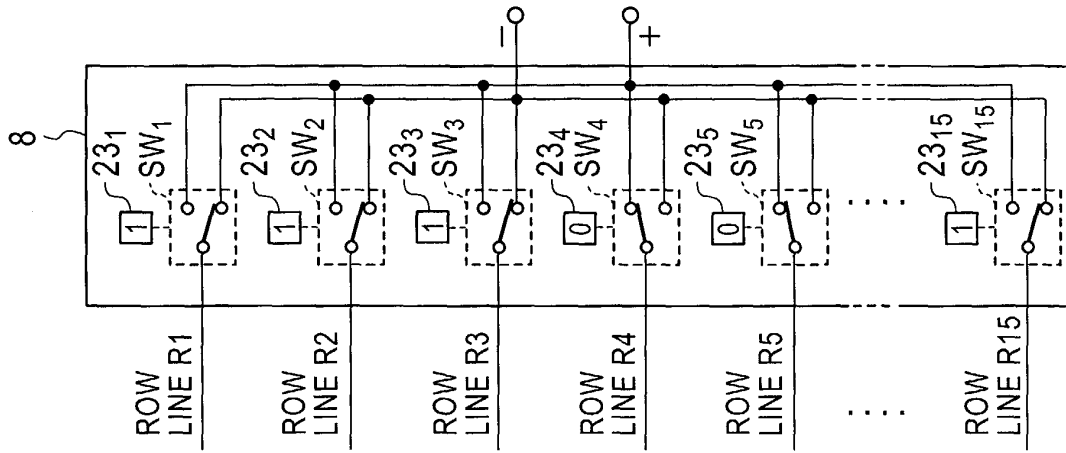 8
23₁
SW₁
1
ROW
LINE R1
23₂
SW₂
1
ROW
LINE R2
23₃
SW₃
1
ROW
LINE R3
−
23₄
SW₄
0
ROW
LINE R4
+
23₅
SW₅
0
ROW
LINE R5
. . . .
. . . .
23₁₅
SW₁₅
1
ROW
LINE R15